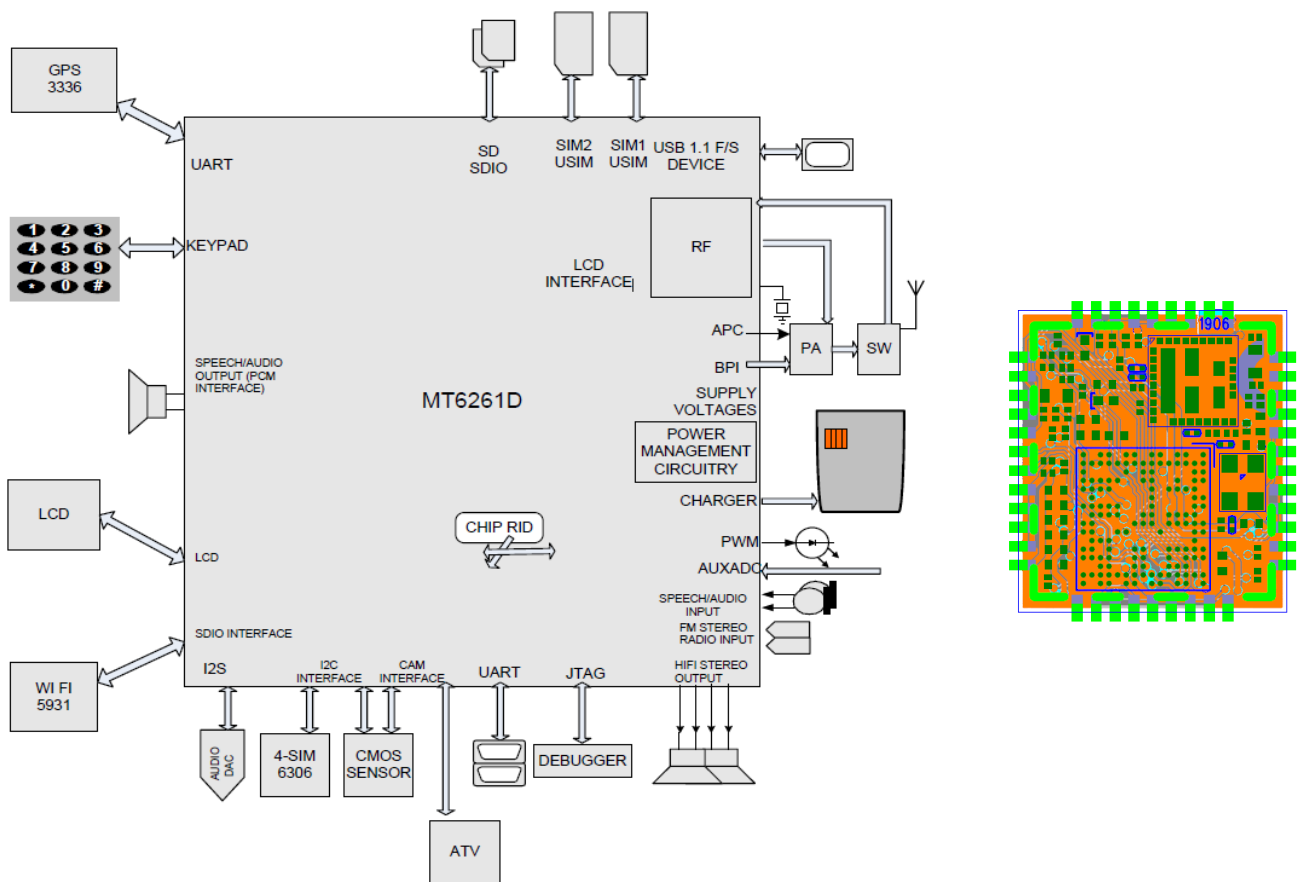 GPS
3336
UART
SD
SDIO
SIM2
USIM
SIM1
USIM
USB 1.1 F/S
DEVICE
1 2 3
4 5 6
7 8 9
* 0 #
KEYPAD
RF
LCD
INTERFACE
APC
BPI
PA
SW
SPEECH/AUDIO
OUTPUT (PCM
INTERFACE)
MT6261D
SUPPLY
VOLTAGES
POWER
MANAGEMENT
CIRCUITRY
CHARGER
LCD
LCD
CHIP RID
PWM
AUXADC
SPEECH/AUDIO
INPUT
FM STEREO
RADIO INPUT
HIFI STEREO
OUTPUT
SDIO INTERFACE
WI FI
5931
I2S
I2C
INTERFACE
CAM
INTERFACE
UART
JTAG
AUDIO
DAC
4-SIM
6306
CMOS
SENSOR
DEBUGGER
ATV
1906